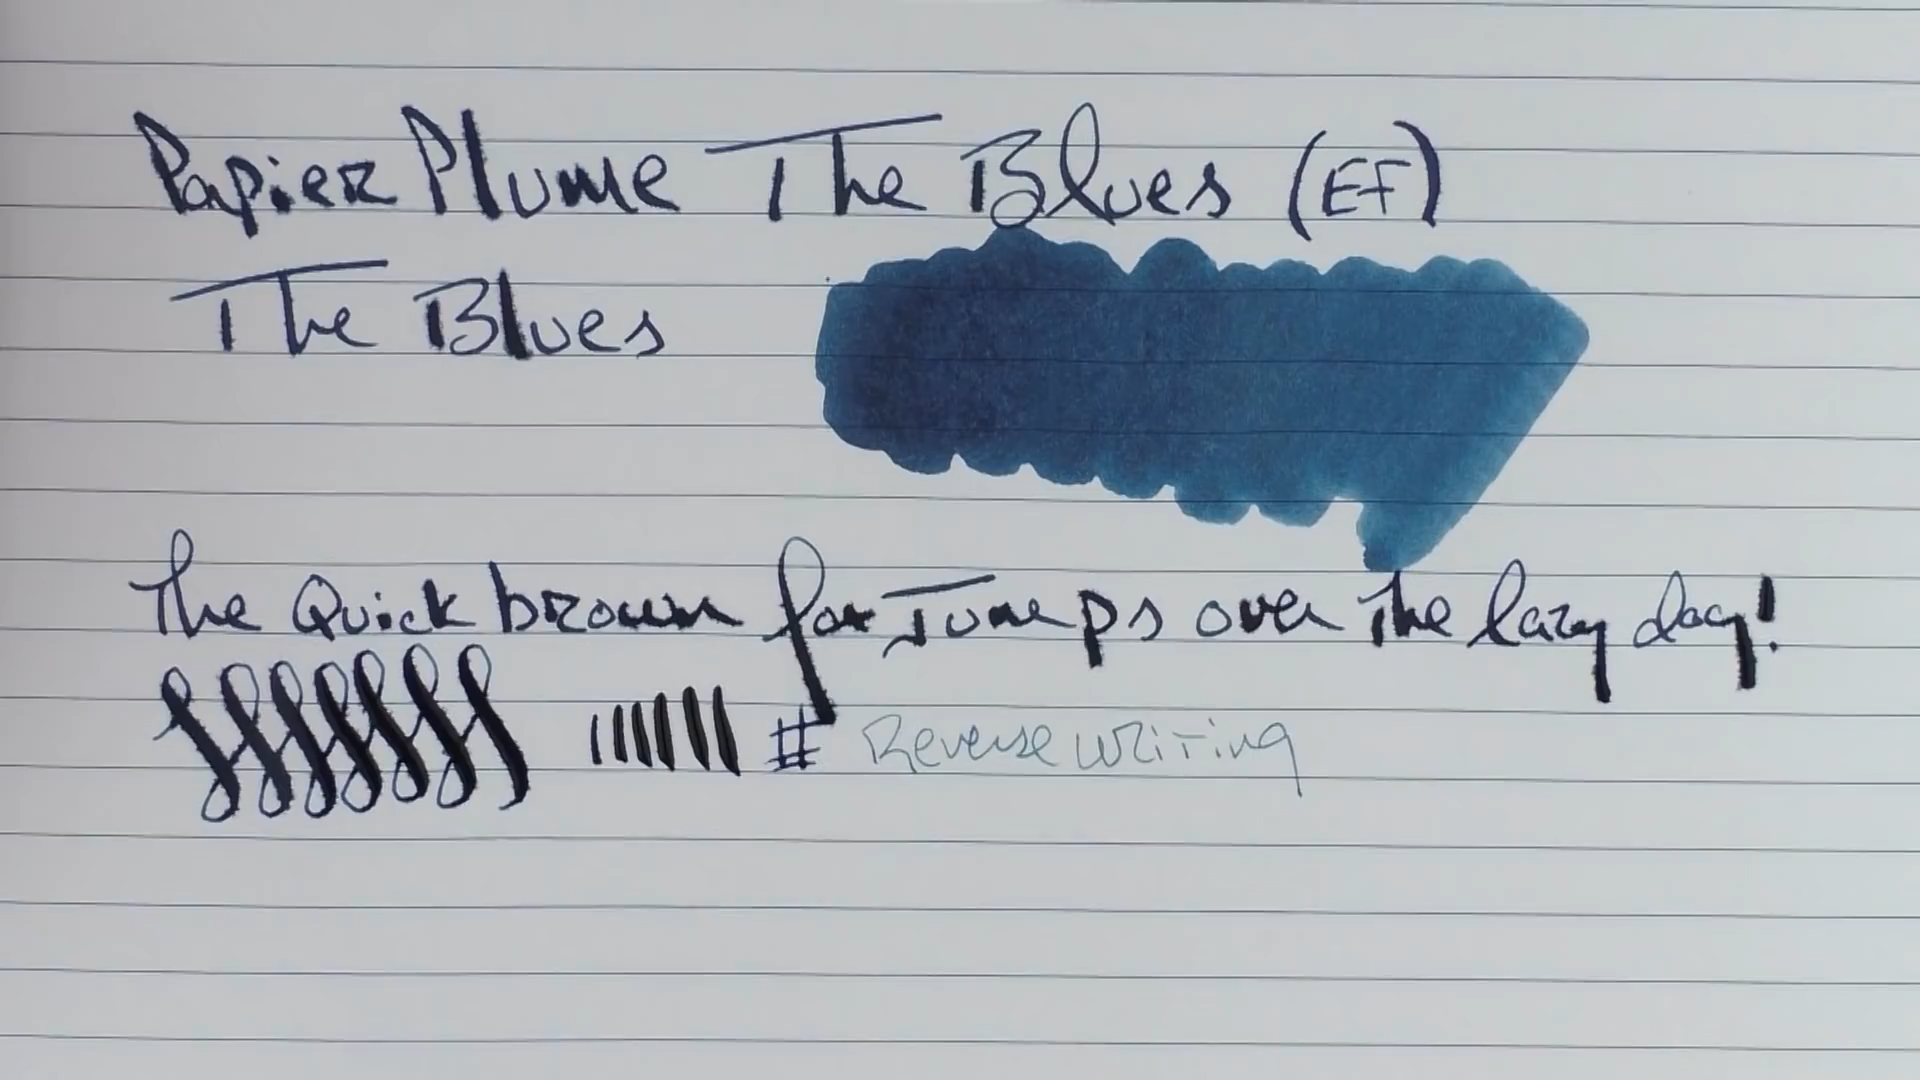 Papier Plume The Blues (EF)
The Blues
The Quick brown fox Jumps over The lazy dog!
# Reverse writing